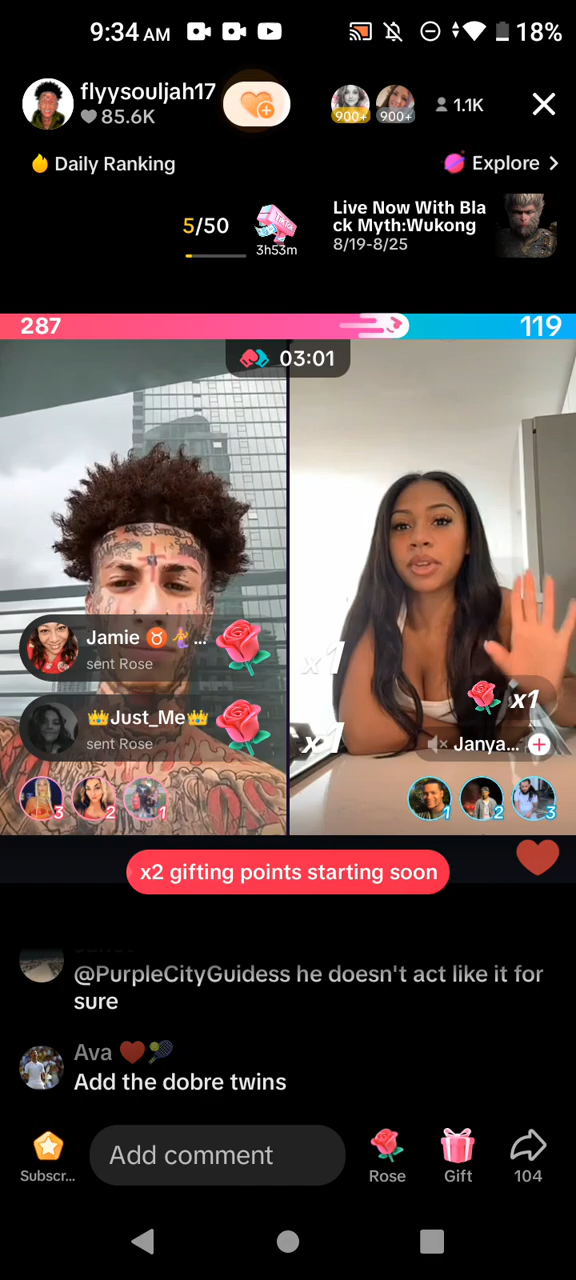 9:34 AM
18%
flyysouljah17
85.6K
900+
900+
1.1K
Daily Ranking
Explore >
5/50
TikTok
3h53m
Live Now With Bla
ck Myth:Wukong
8/19-8/25
287
119
03:01
Jamie ♉ ...
sent Rose
x1
👑Just_Me👑
sent Rose
x1
x1
Janya...
3
2
1
1
2
3
x2 gifting points starting soon
@PurpleCityGuidess he doesn't act like it for
sure
Ava ❤️🎾
Add the dobre twins
Subscr...
Add comment
Rose
Gift
104